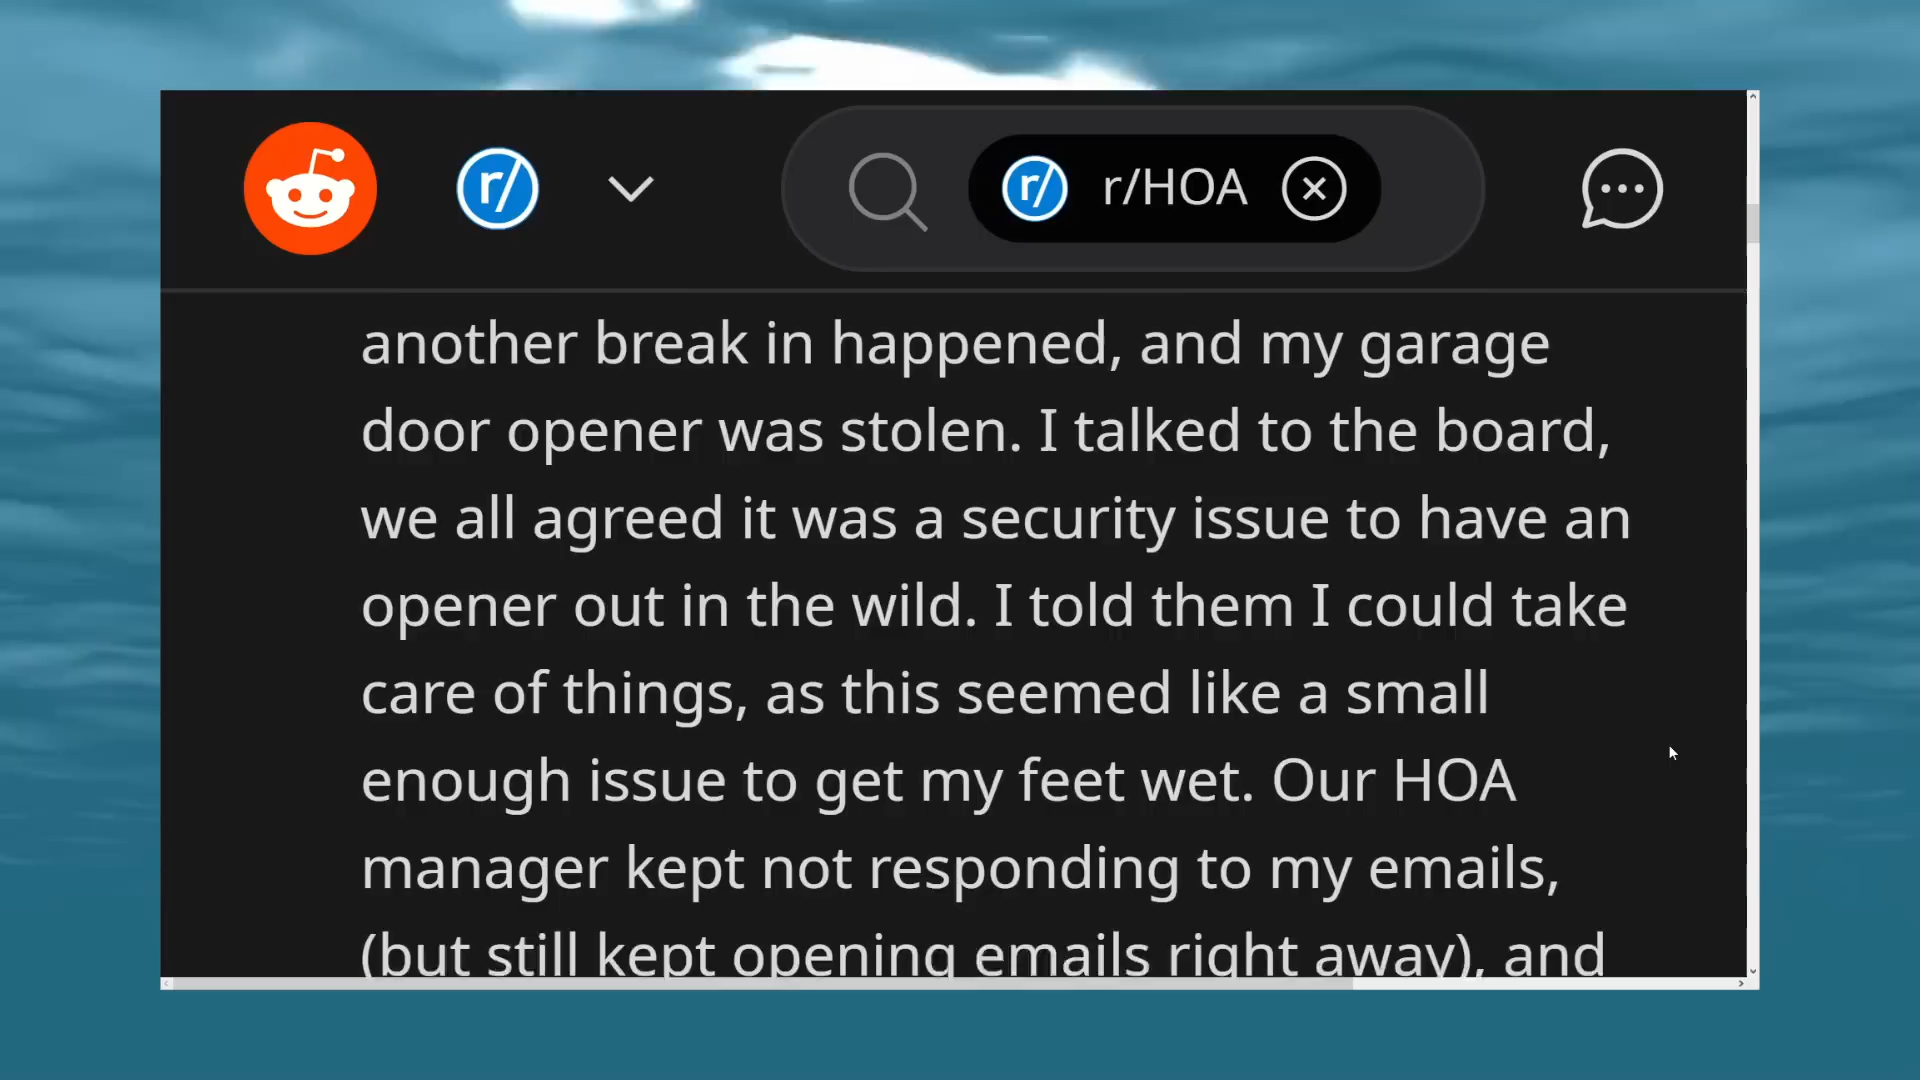 r/ r/ r/HOA
another break in happened, and my garage
door opener was stolen. I talked to the board,
we all agreed it was a security issue to have an
opener out in the wild. I told them I could take
care of things, as this seemed like a small
enough issue to get my feet wet. Our HOA
manager kept not responding to my emails,
(but still kept opening emails right away), and